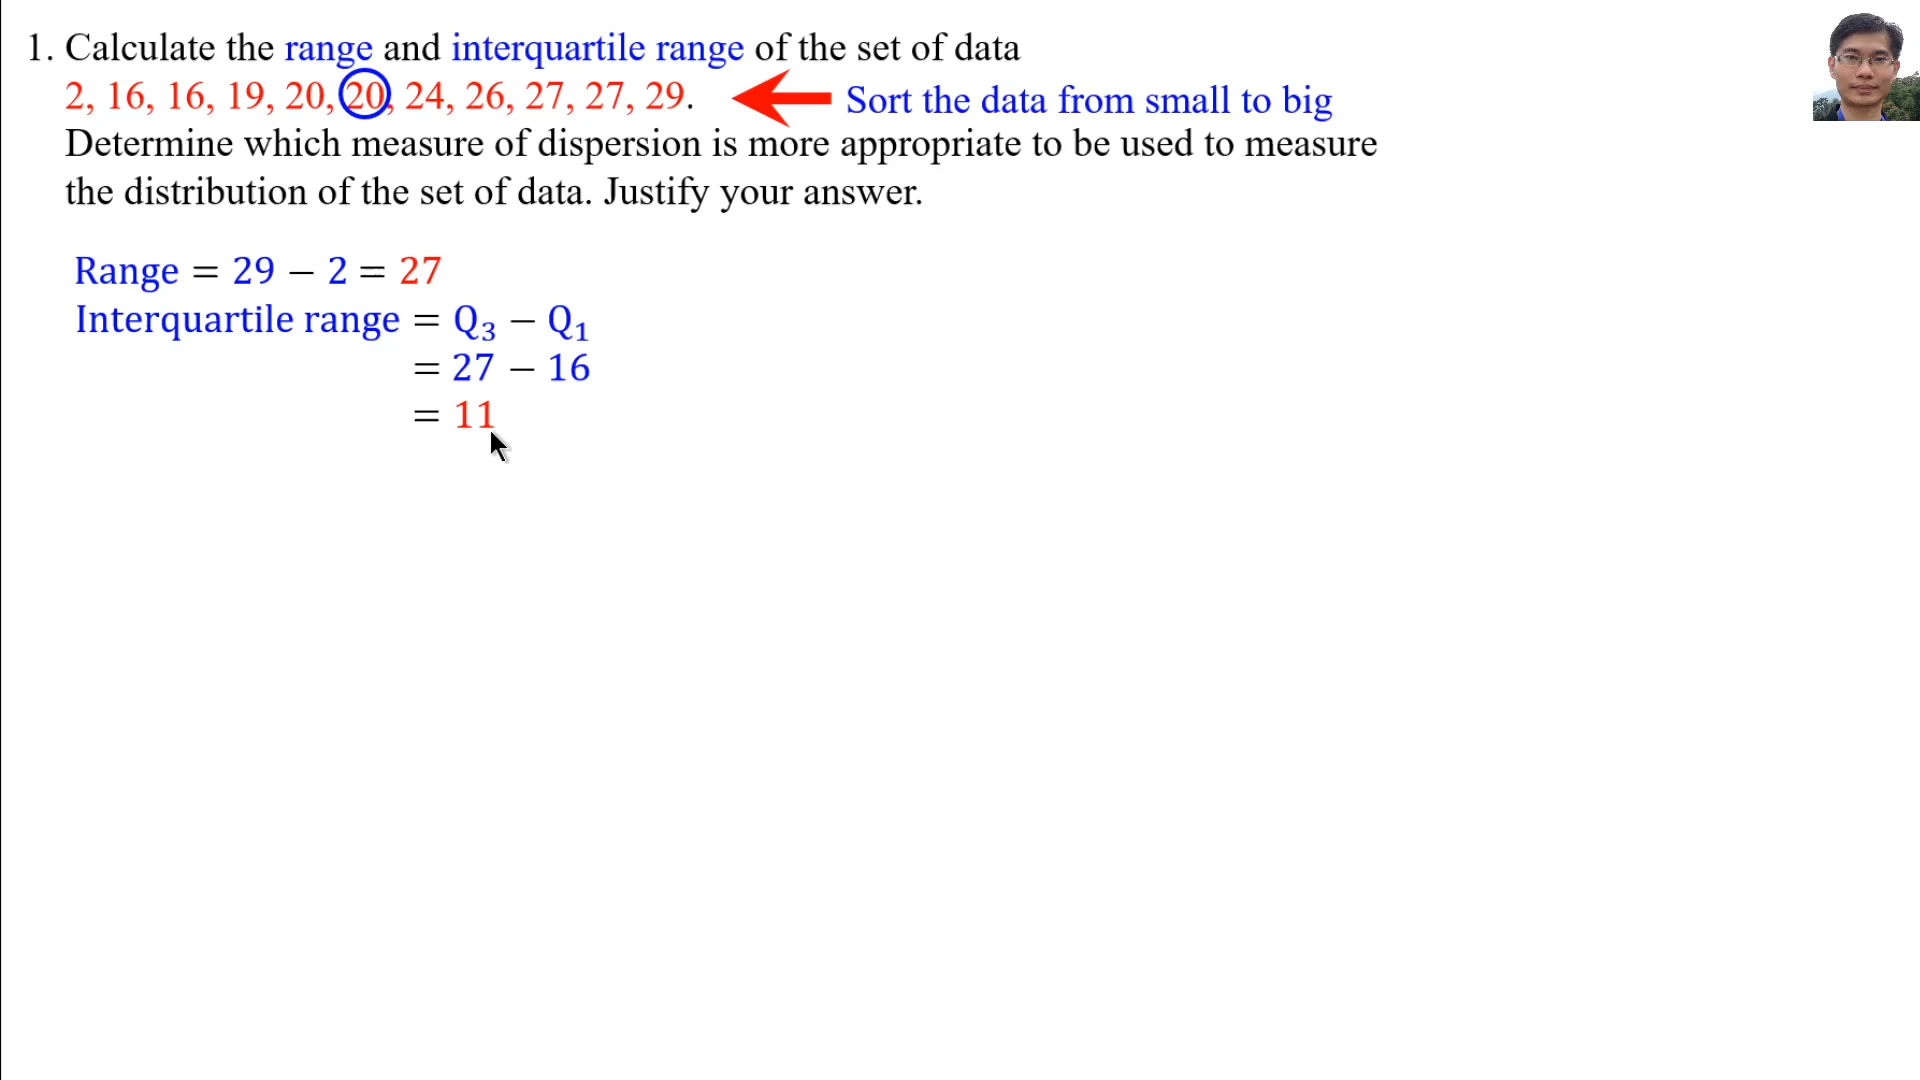 1. Calculate the range and interquartile range of the set of data
2, 16, 16, 19, 20, 20, 24, 26, 27, 27, 29.
Sort the data from small to big
Determine which measure of dispersion is more appropriate to be used to measure
the distribution of the set of data. Justify your answer.
Range = 29 − 2 = 27
Interquartile range = Q₃ − Q₁
= 27 − 16
= 11